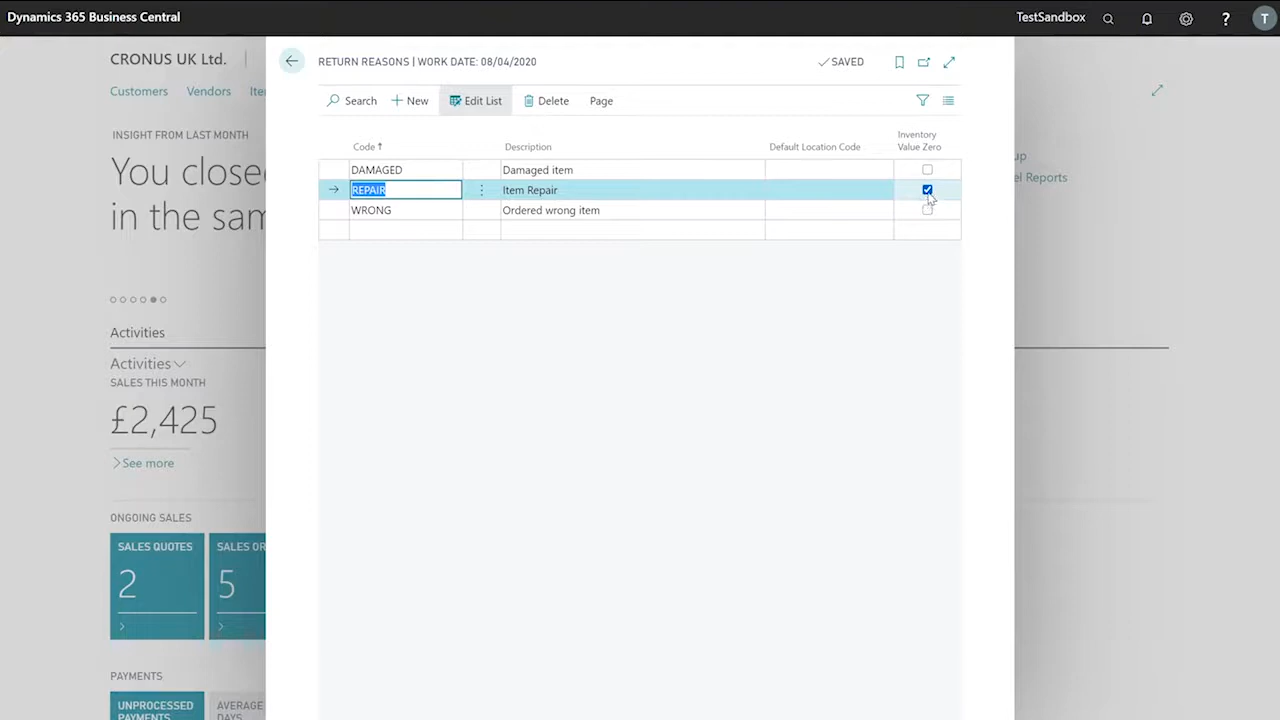 Dynamics 365 Business Central
TestSandbox
?
T
CRONUS UK Ltd.
Customers Vendors
INSIGHT FROM LAST MONTH
You close
in the sam
Activities
Activities
SALES THIS MONTH
£2,425
See more
ONGOING SALES
SALES QUOTES
2
SALES OR
5
PAYMENTS
UNPROCESSED
PAYMENTS
AVERAGE
DAYS
RETURN REASONS | WORK DATE: 08/04/2020
SAVED
Search New Edit List Delete Page
Code ↑ Description Default Location Code Inventory Value Zero
DAMAGED Damaged item
REPAIR Item Repair
WRONG Ordered wrong item
up
el Reports